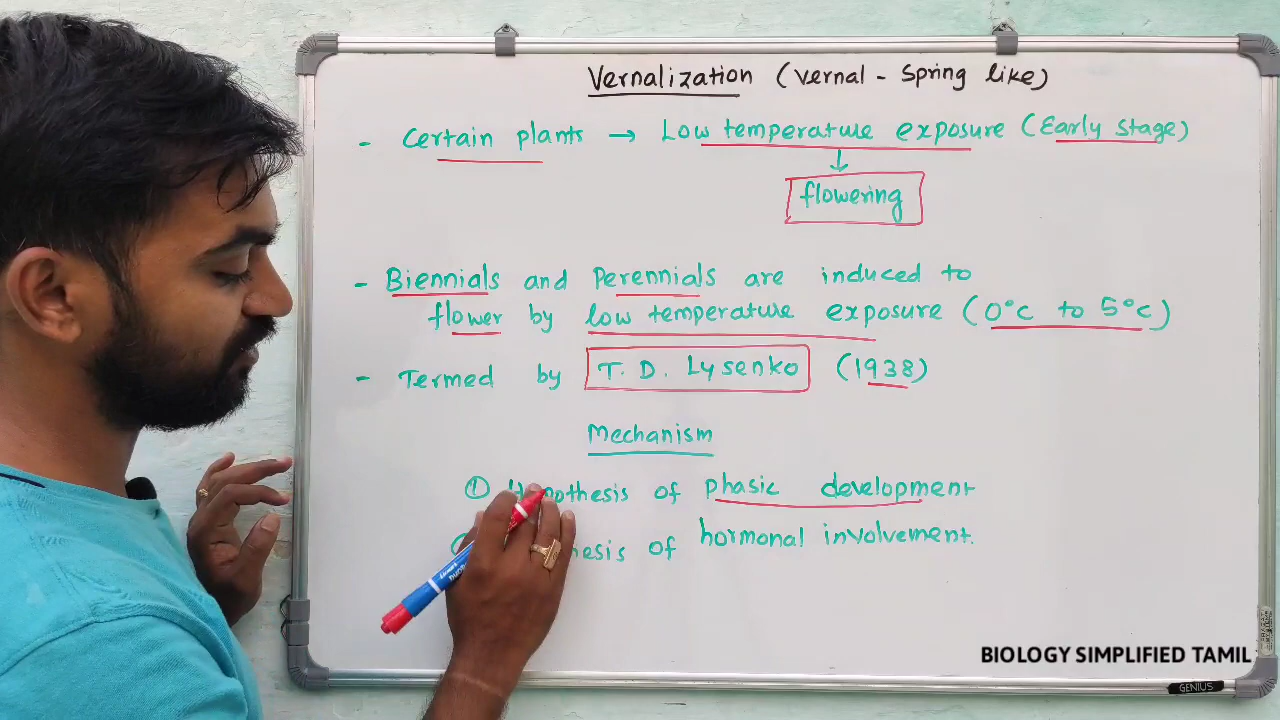 Vernalization (Vernal - Spring like)
- Certain plants → Low temperature exposure (Early Stage)
↓
flowering
- Biennials and Perennials are induced to
flower by low temperature exposure (0°c to 5°c)
- Termed by T. D. Lysenko (1938)
Mechanism
① Hypothesis of phasic development
of hormonal involvement.
BIOLOGY SIMPLIFIED TAMIL
GENIUS